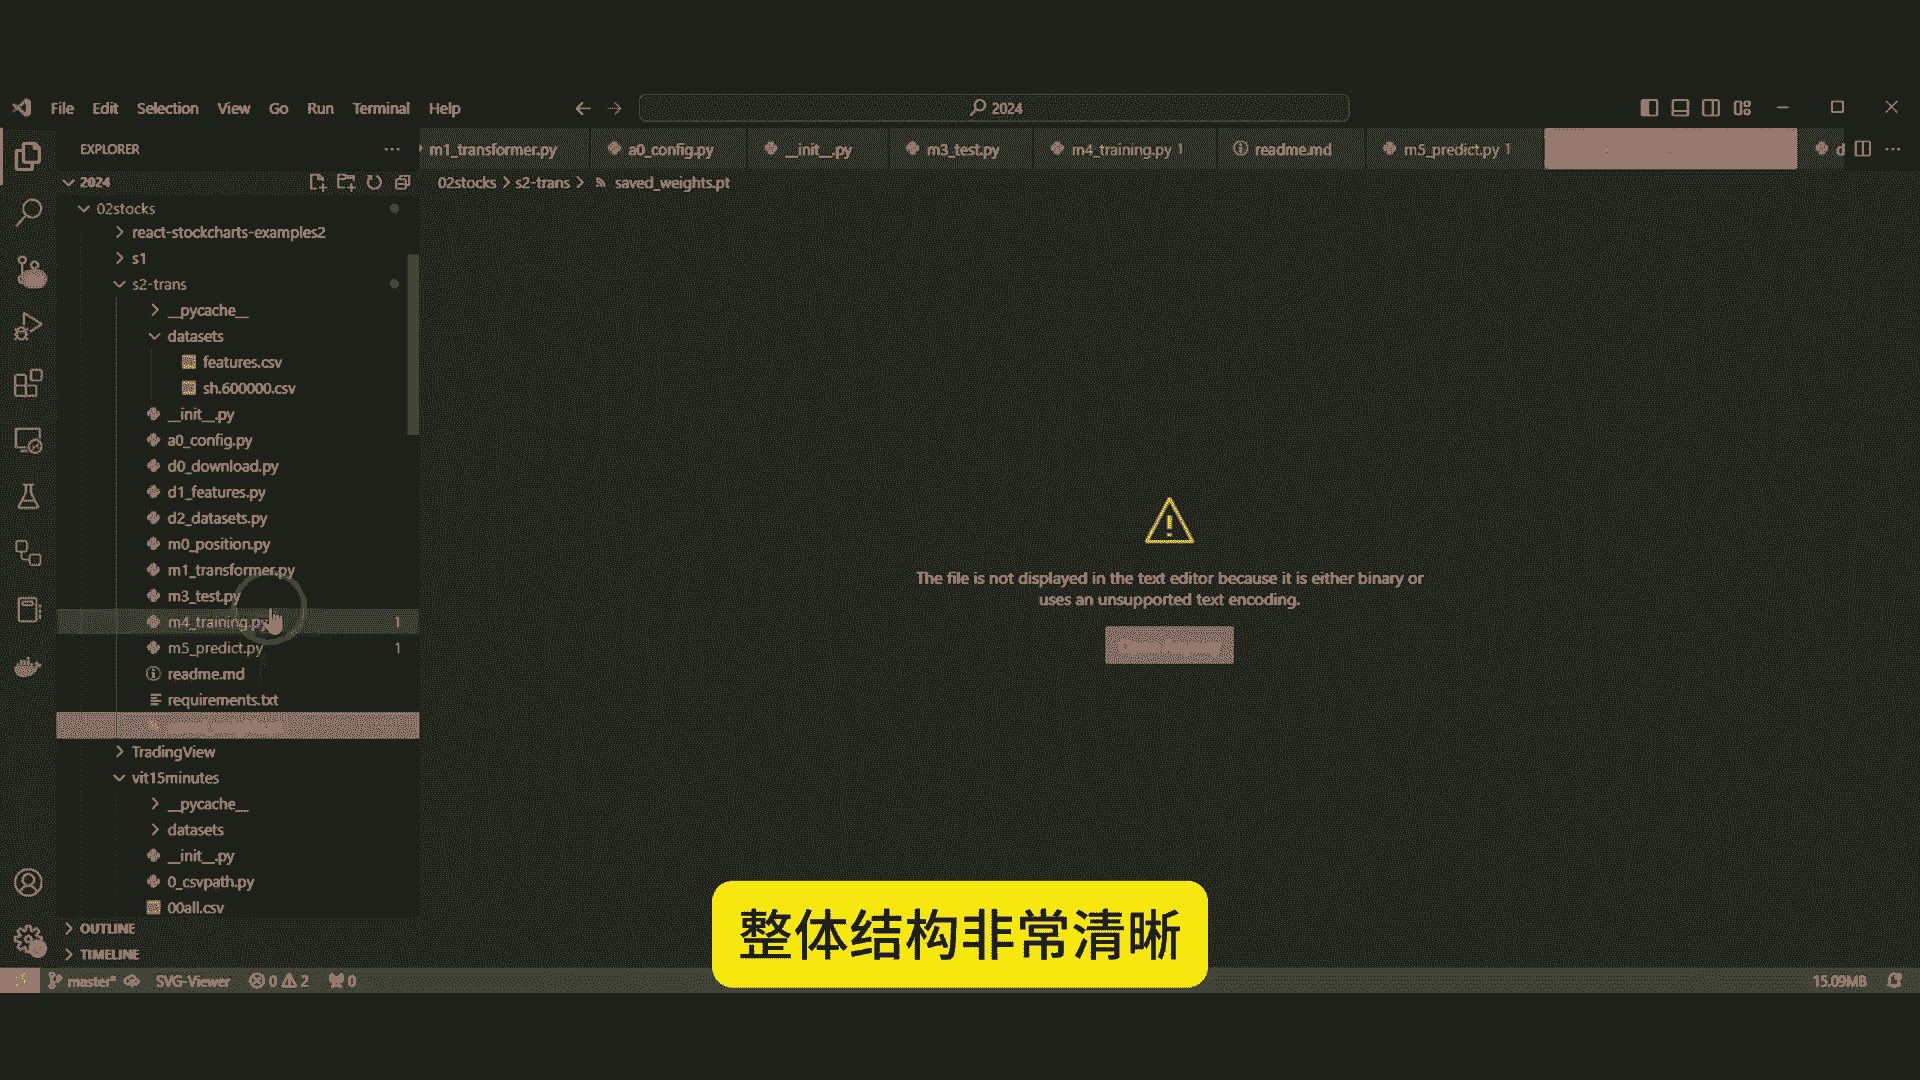 File Edit Selection View Go Run Terminal Help
2024
EXPLORER
m1_transformer.py
a0_config.py
__init__.py
m3_test.py
m4_training.py 1
readme.md
m5_predict.py 1
d
2024
02stocks > s2-trans > saved_weights.pt
02stocks
react-stockcharts-examples2
s1
s2-trans
__pycache__
datasets
features.csv
sh.600000.csv
__init__.py
a0_config.py
d0_download.py
d1_features.py
d2_datasets.py
m0_position.py
m1_transformer.py
m3_test.py
m4_training.py 1
m5_predict.py 1
readme.md
requirements.txt
TradingView
vit15minutes
__pycache__
datasets
__init__.py
0_csvpath.py
00all.csv
OUTLINE
TIMELINE
The file is not displayed in the text editor because it is either binary or
uses an unsupported text encoding.
整体结构非常清晰
master* SVG-Viewer 0 2 0 15.09MB